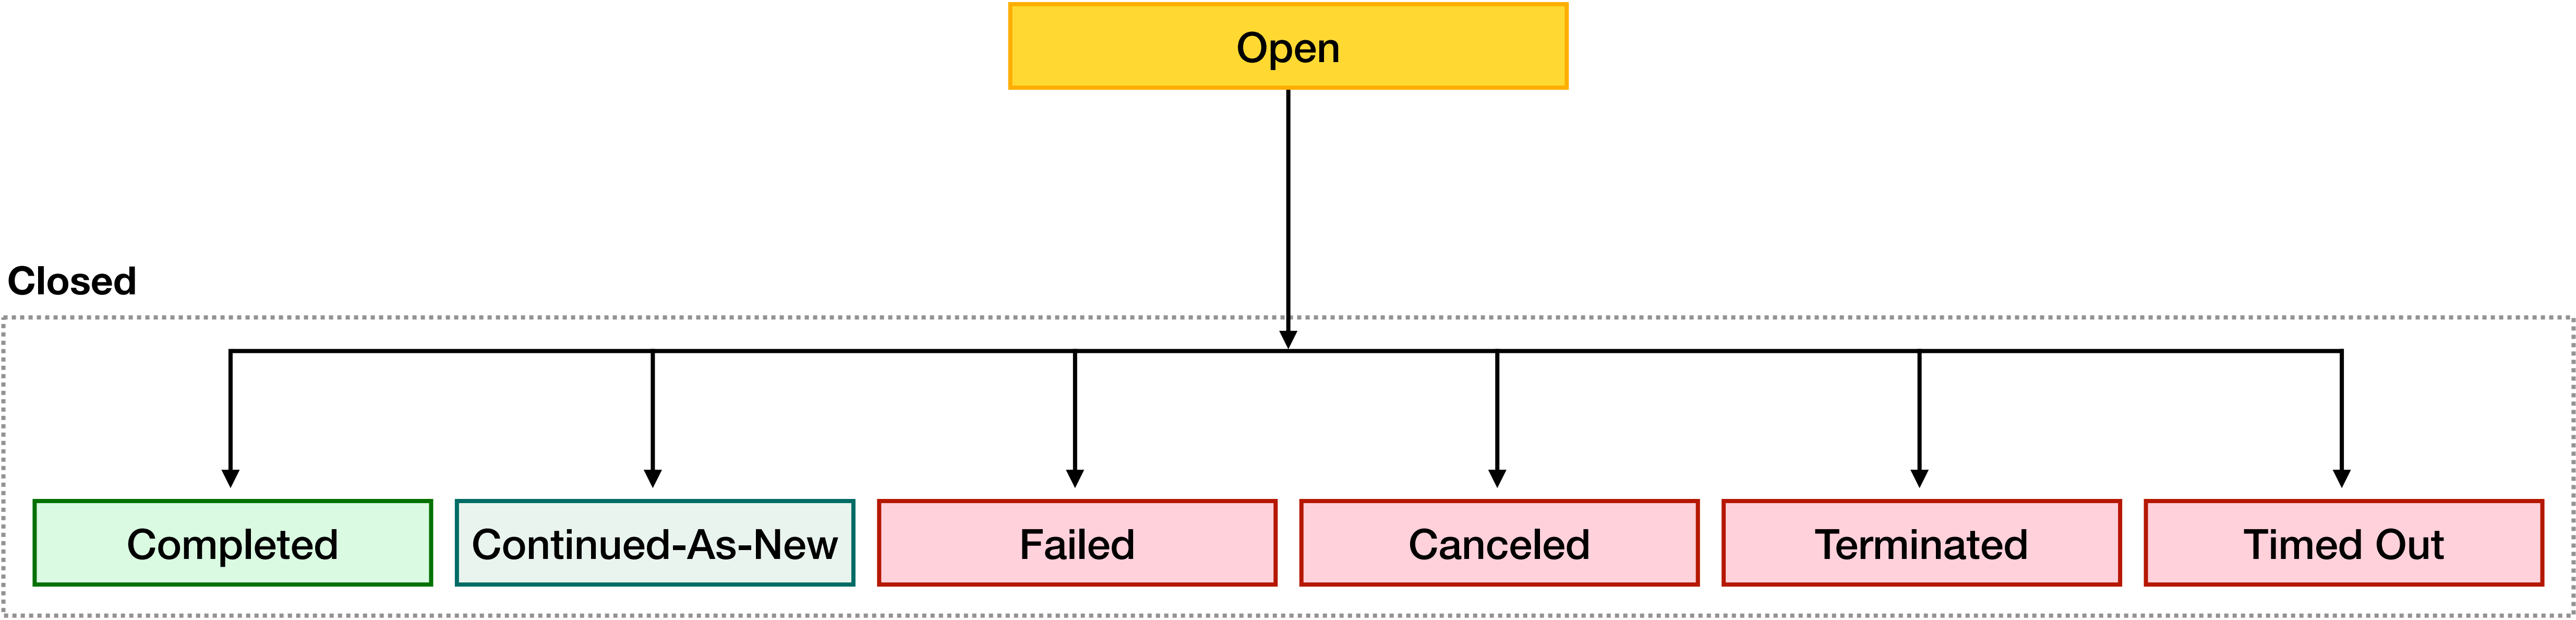 Open
Closed
Completed
Continued-As-New
Failed
Canceled
Terminated
Timed Out